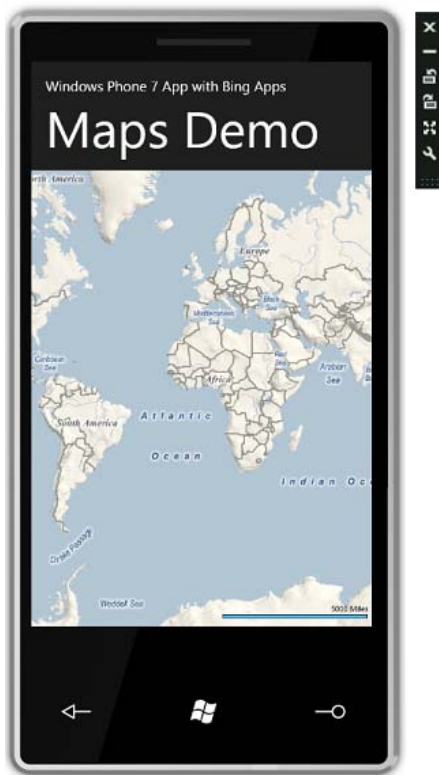 Windows Phone 7 App with Bing Apps
Maps Demo
rth America
Europe
Mediterranean
Sea
Black
Sea
Caribbean
Sea
Red
Sea
Arabian
Sea
Africa
South America
Atlantic
Ocean
Indian Oc
Drake Passage
Weddell Sea
5000 Miles